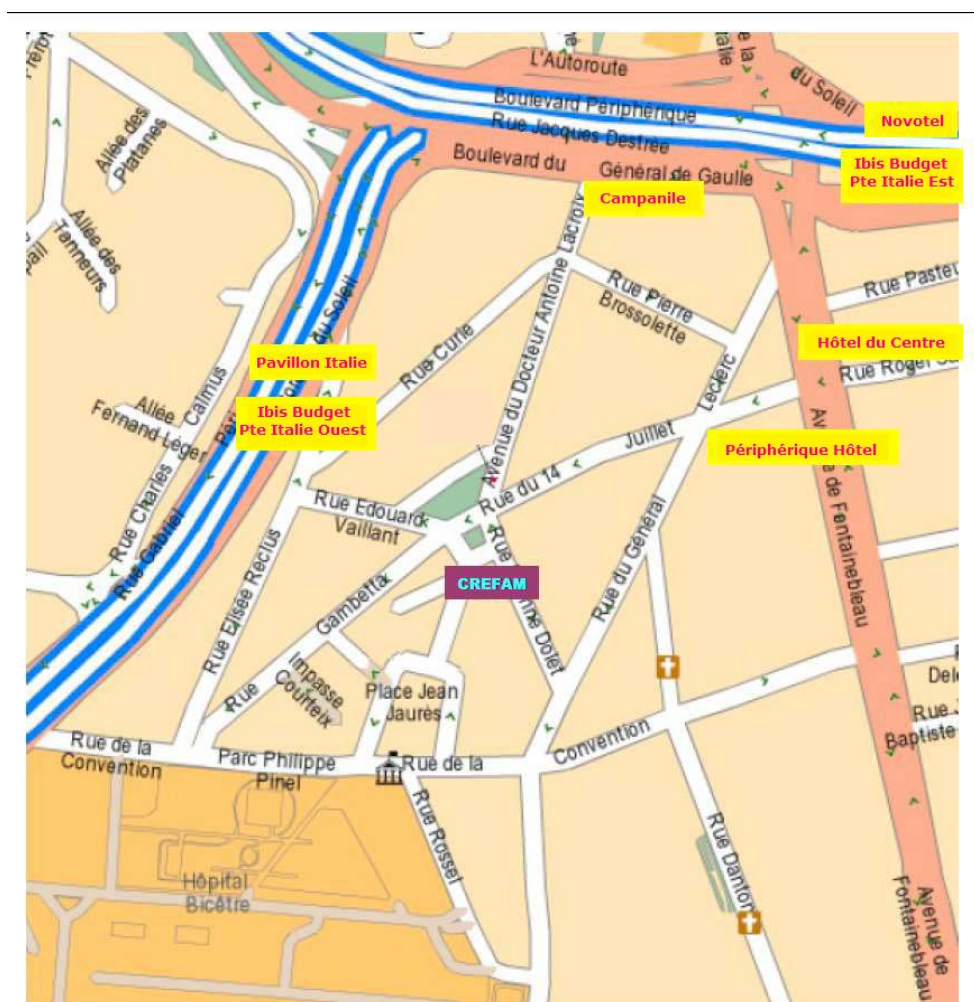 L'Autoroute
du Soleil
Boulevard Périphérique
Rue Jacques Destrée
Novotel
Boulevard du
Général de Gaulle
Ibis Budget
Pte Italie Est
Campanile
Allée des
Platanes
Allée des
Tanneurs
Avenue du Docteur Antoine Lacroix
Rue Pierre
Brossolette
Rue Pasteu
du Soleil
Rue Curie
Pavillon Italie
Hôtel du Centre
Rue Roger
Leclerc
Calmus
Allée
Fernand Léger
Ibis Budget
Pte Italie Ouest
Juillet
Périphérique Hôtel
Rue du 14
Rue Charles
Rue Edouard
Vaillant
Rue Gabriel
Avenue de Fontainebleau
Rue du Général
CREFAM
Rue Elisée Reclus
Gambetta
Rue
Dolet
Impasse
Courteix
Place Jean
Jaurès
Rue
Baptiste
Rue de la
Convention
Parc Philippe
Pinel
Rue de la
Convention
Rue Rosset
Rue Danton
Hôpital
Bicêtre
Avenue de
Fontainebleau